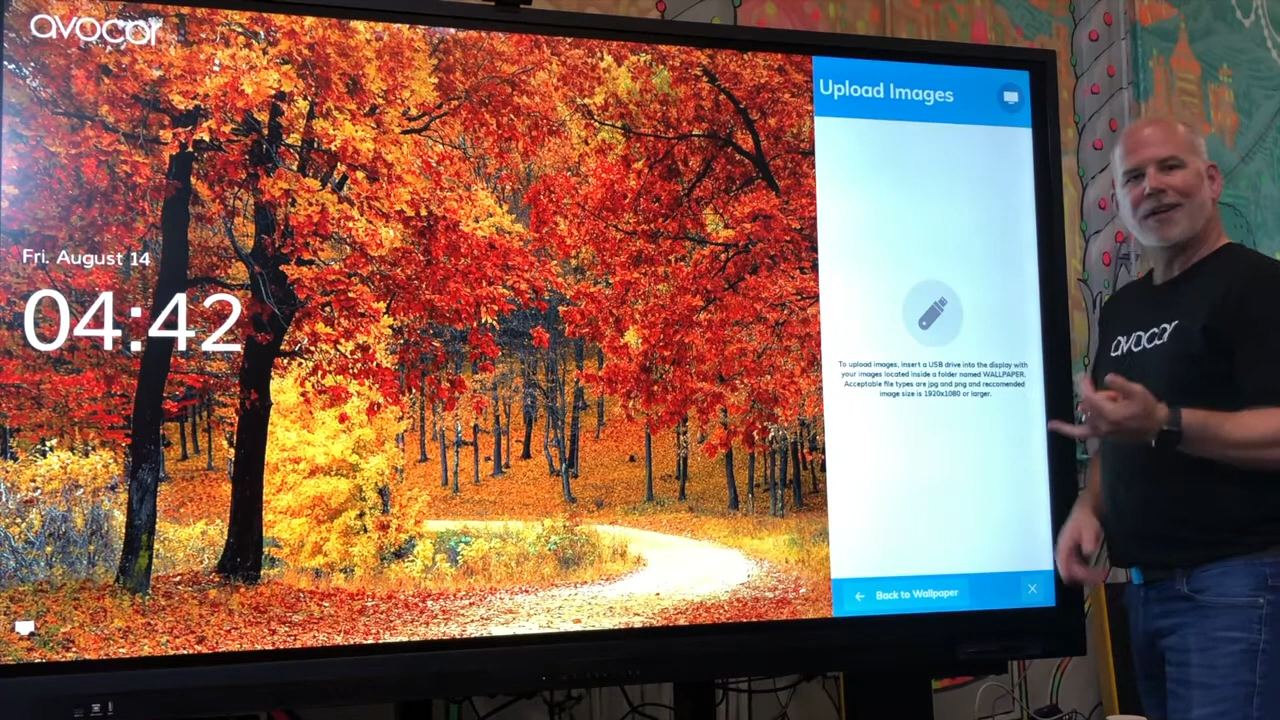 avocor
Upload Images
Fri. August 14
04:42
To upload images, insert a USB drive into the display with
your images located inside a folder named WALLPAPER.
Acceptable file types are jpg and png and reccomended
image size is 1920x1080 or larger.
← Back to Wallpaper
X
avocor